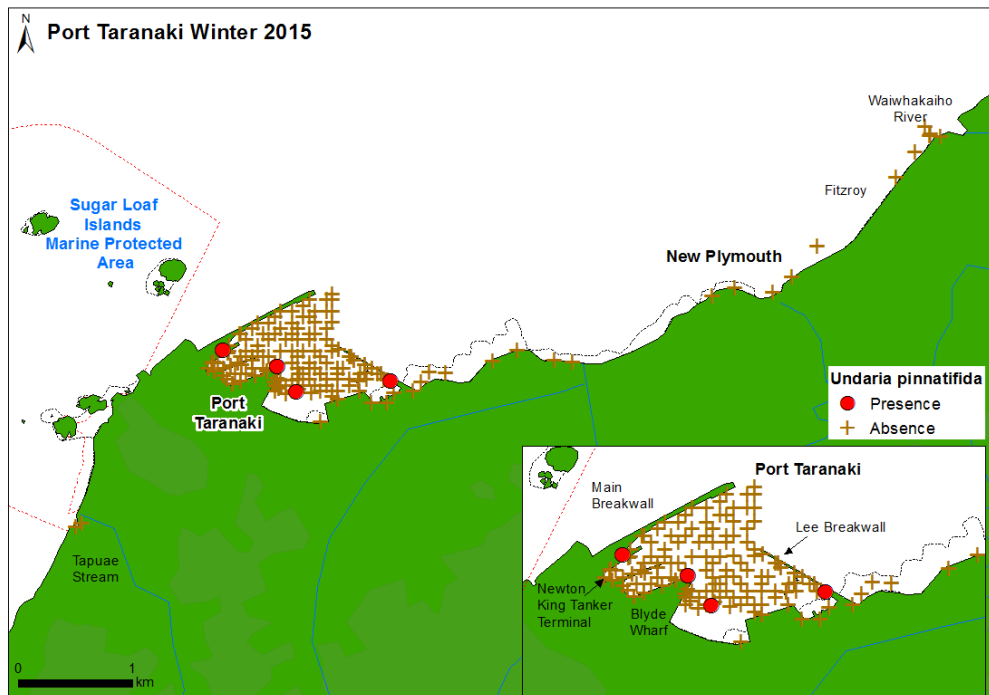 N
Port Taranaki Winter 2015
Waiwhakaiho
River
Sugar Loaf
Islands
Marine Protected
Area
Fitzroy
New Plymouth
Port
Taranaki
Undaria pinnatifida
Presence
Absence
Tapuae
Stream
0
1
km
Port Taranaki
Main
Breakwall
Lee Breakwall
Newton
King Tanker
Terminal
Blyde
Wharf